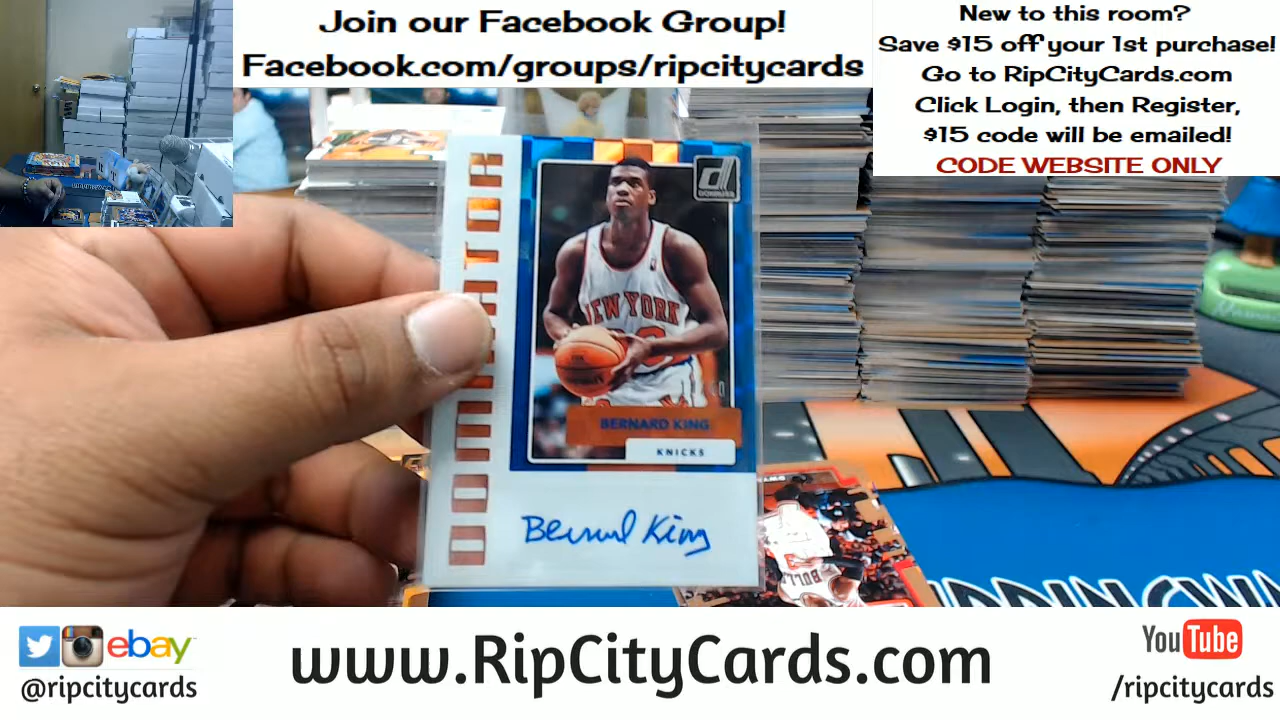 Join our Facebook Group!
Facebook.com/groups/ripcitycards
New to this room?
Save $15 off your 1st purchase!
Go to RipCityCards.com
Click Login, then Register,
$15 code will be emailed!
CODE WEBSITE ONLY
DOMINATOR
d
DONRUSS
NEW YORK
BERNARD KING
KNICKS
Bernard King
BULLS
ebay
@ripcitycards
www.RipCityCards.com
YouTube
/ripcitycards